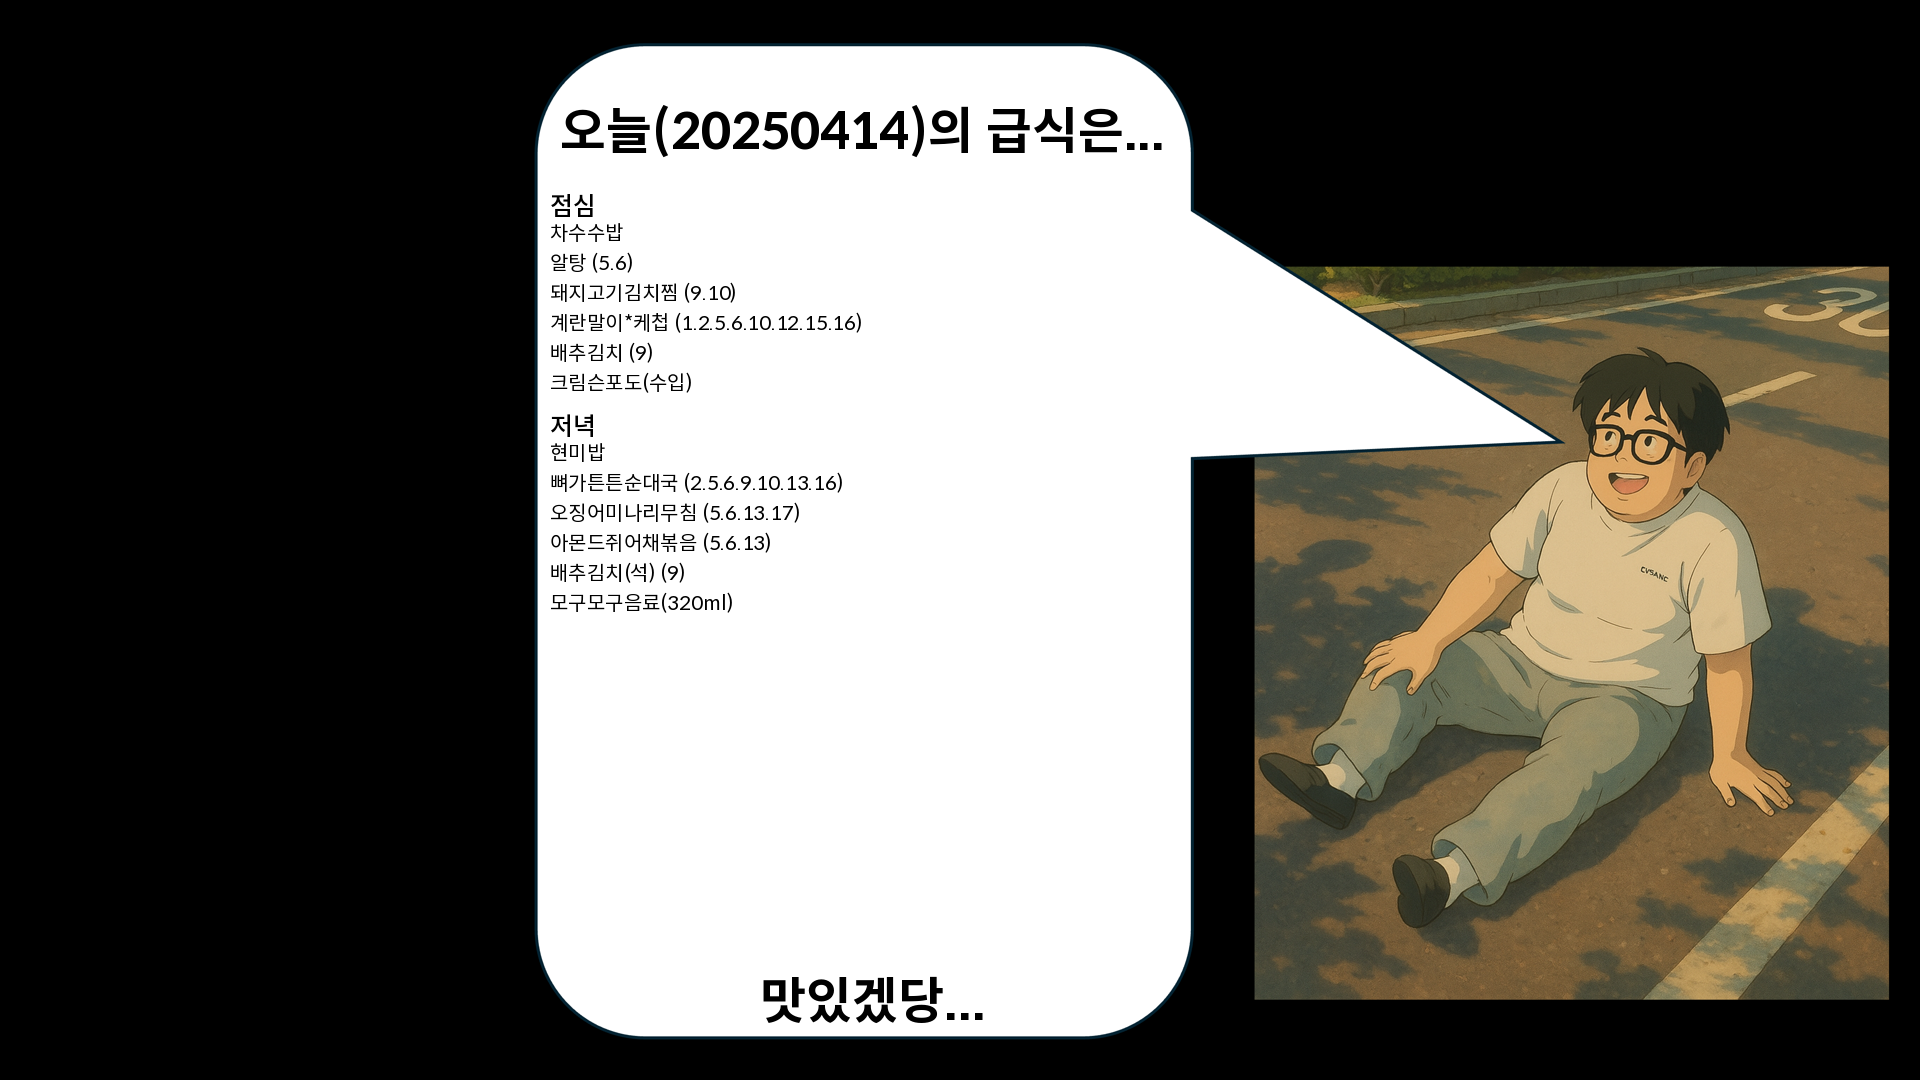 오늘(20250414)의 급식은...
점심
차수수밥
알탕 (5.6)
돼지고기김치찜 (9.10)
계란말이*케첩 (1.2.5.6.10.12.15.16)
배추김치 (9)
크림슨포도(수입)
저녁
현미밥
뼈가튼튼순대국 (2.5.6.9.10.13.16)
오징어미나리무침 (5.6.13.17)
아몬드쥐어채볶음 (5.6.13)
배추김치(석) (9)
모구모구음료(320ml)
맛있겠당...
30
CVSANC